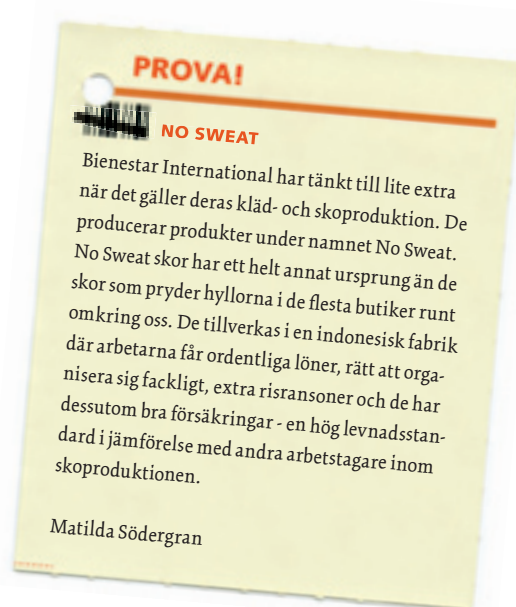 PROVA!
NO SWEAT
Bienestar International har tänkt till lite extra
när det gäller deras kläd- och skoproduktion. De
producerar produkter under namnet No Sweat.
No Sweat skor har ett helt annat ursprung än de
skor som pryder hyllorna i de flesta butiker runt
omkring oss. De tillverkas i en indonesisk fabrik
där arbetarna får ordentliga löner, rätt att orga-
nisera sig fackligt, extra risransoner och de har
dessutom bra försäkringar - en hög levnadsstan-
dard i jämförelse med andra arbetstagare inom
skoproduktionen.
Matilda Södergran